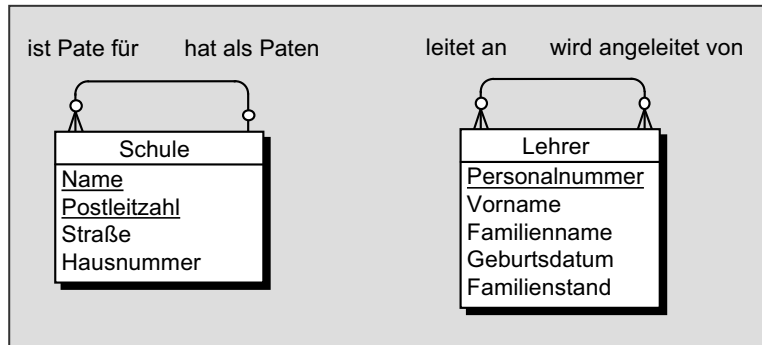 ist Pate für hat als Paten
leitet an wird angeleitet von
Schule
Name
Postleitzahl
Straße
Hausnummer
Lehrer
Personalnummer
Vorname
Familienname
Geburtsdatum
Familienstand